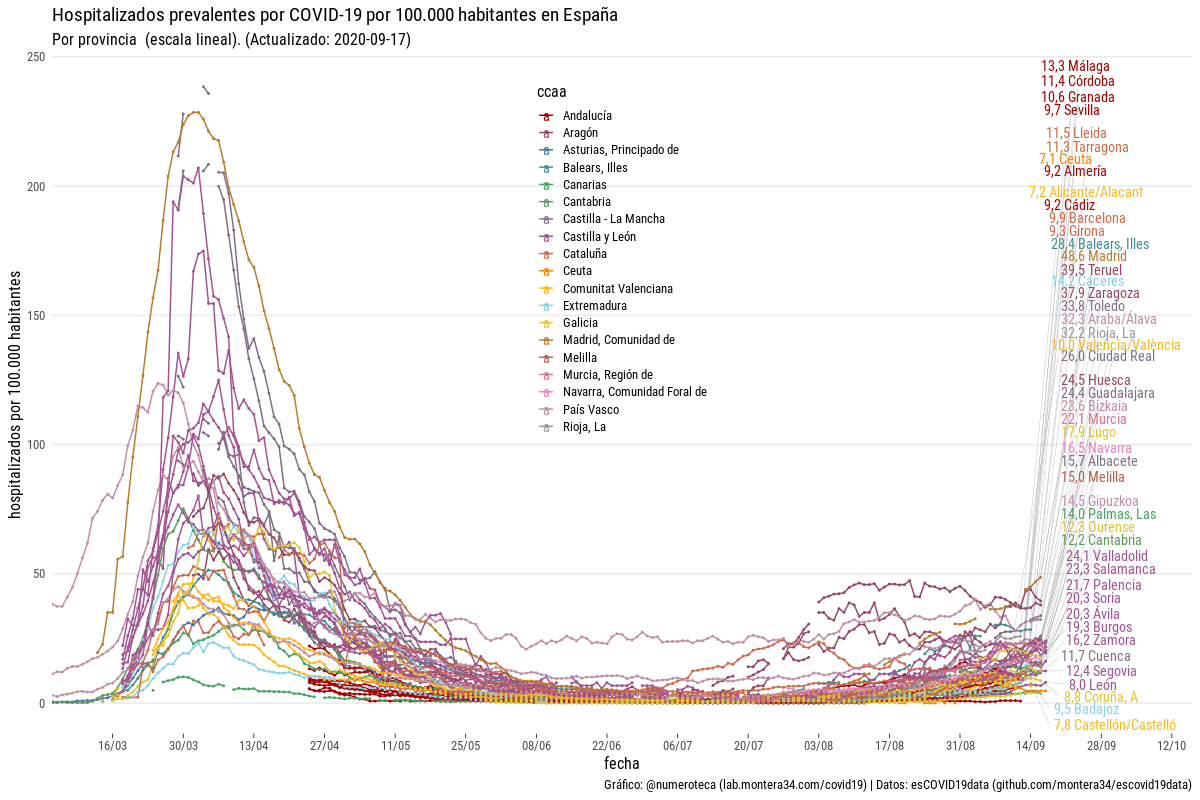 Hospitalizados prevalentes por COVID-19 por 100.000 habitantes en España
Por provincia (escala lineal). (Actualizado: 2020-09-17)
hospitalizados por 100.000 habitantes
250
200
150
100
50
0
ccaa
Andalucía
Aragón
Asturias, Principado de
Balears, Illes
Canarias
Cantabria
Castilla - La Mancha
Castilla y León
Cataluña
Ceuta
Comunitat Valenciana
Extremadura
Galicia
Madrid, Comunidad de
Melilla
Murcia, Región de
Navarra, Comunidad Foral de
País Vasco
Rioja, La
13,3 Málaga
11,4 Córdoba
10,6 Granada
9,7 Sevilla
11,5 Lleida
11,3 Tarragona
7,1 Ceuta
9,2 Almería
7,2 Alicante/Alacant
9,2 Cádiz
9,9 Barcelona
9,3 Girona
28,4 Balears, Illes
48,6 Madrid
39,5 Teruel
14,2 Cáceres
37,9 Zaragoza
33,8 Toledo
32,3 Araba/Álava
32,2 Rioja, La
10,0 Valencia/València
26,0 Ciudad Real
24,5 Huesca
24,4 Guadalajara
23,6 Bizkaia
22,1 Murcia
17,9 Lugo
16,5 Navarra
15,7 Albacete
15,0 Melilla
14,5 Gipuzkoa
14,0 Palmas, Las
12,3 Ourense
12,2 Cantabria
24,1 Valladolid
23,3 Salamanca
21,7 Palencia
20,3 Soria
20,3 Ávila
19,3 Burgos
16,2 Zamora
11,7 Cuenca
12,4 Segovia
8,0 León
8,8 Coruña, A
9,5 Badajoz
7,8 Castellón/Castelló
16/03
30/03
13/04
27/04
11/05
25/05
08/06
22/06
06/07
20/07
03/08
17/08
31/08
14/09
28/09
12/10
fecha
Gráfico: @numeroteca (lab.montera34.com/covid19) | Datos: esCOVID19data (github.com/montera34/escovid19data)